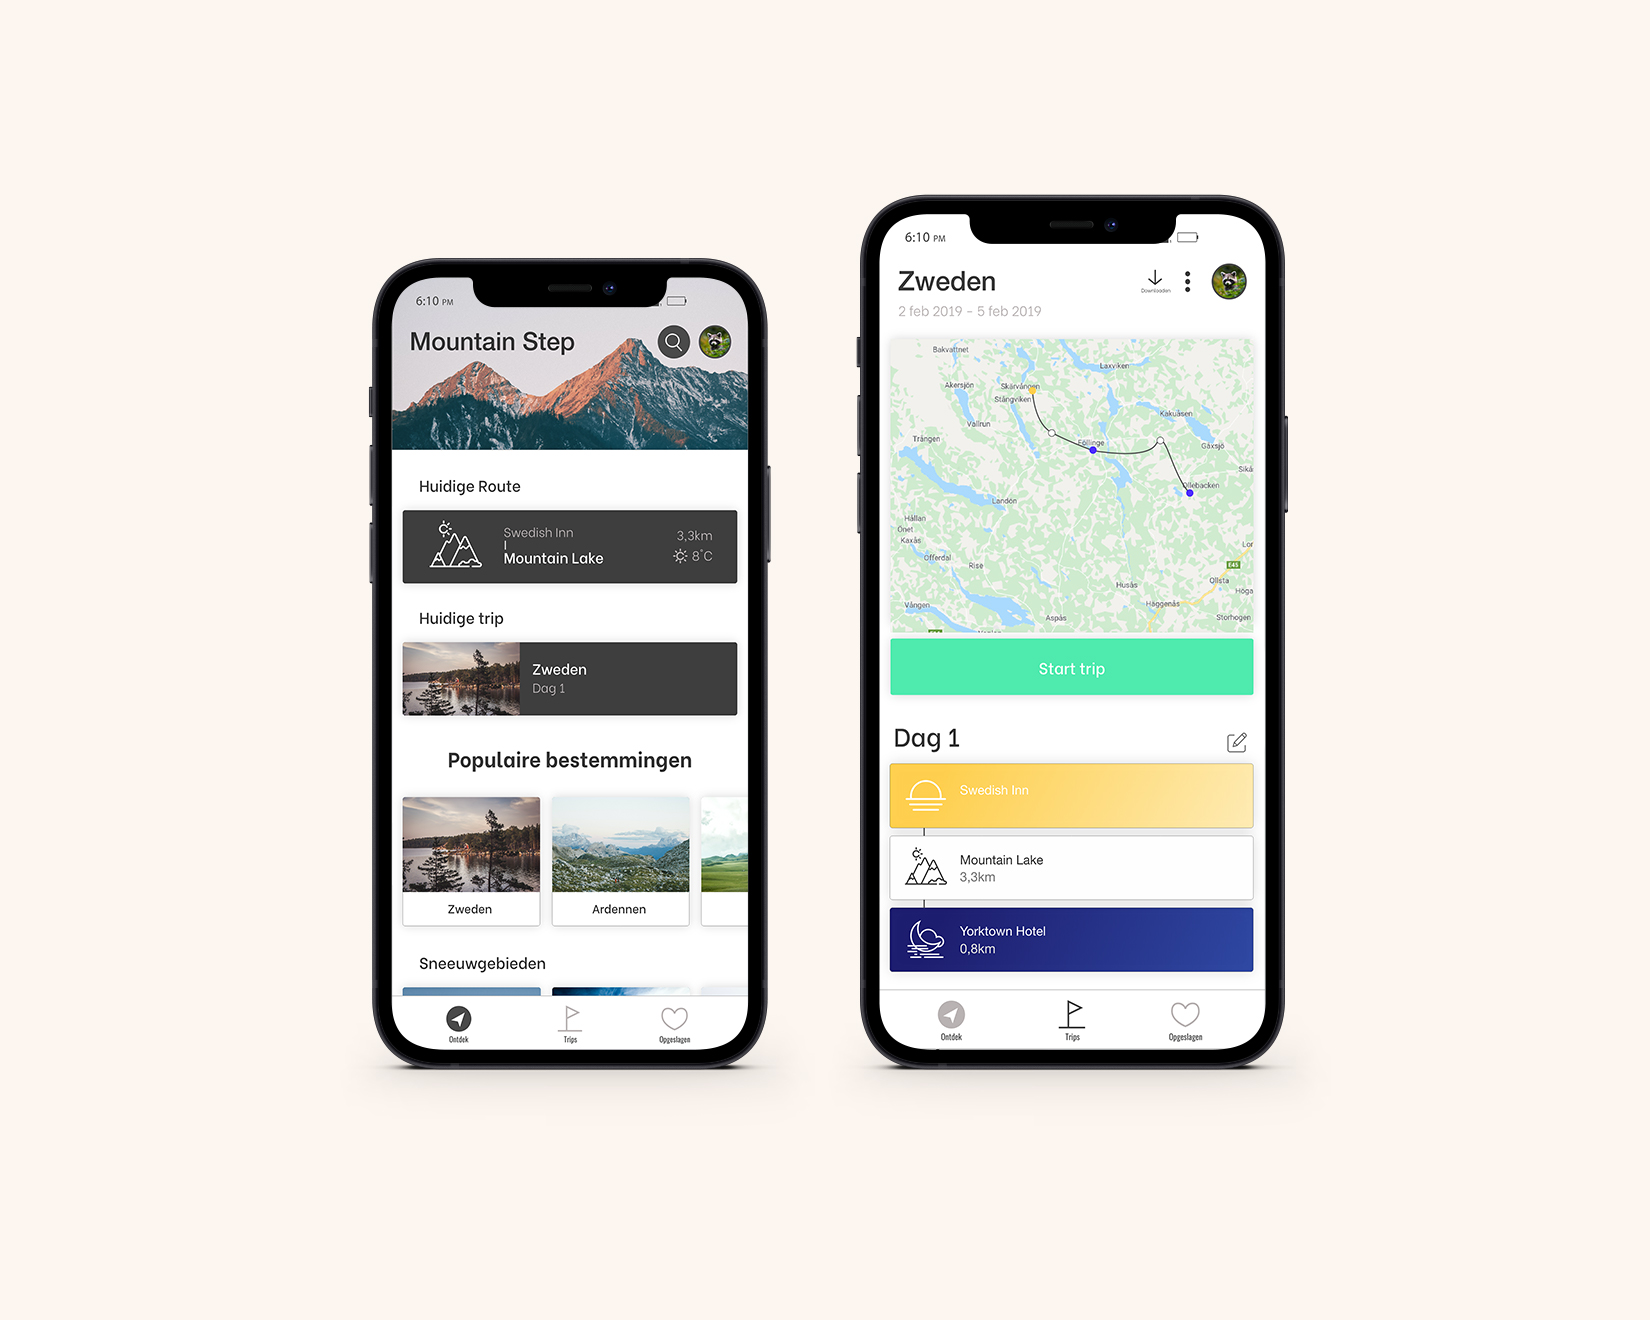 6:10 PM
Mountain Step
Huidige Route
Swedish Inn
Mountain Lake
3,3km
8°C
Huidige trip
Zweden
Dag 1
Populaire bestemmingen
Zweden
Ardennen
Sneeuwgebieden
Ontdek
Trips
Opgeslagen
6:10 PM
Zweden
Downloaden
2 feb 2019 - 5 feb 2019
Bakvattnet
Laxviken
Akersjön
Skärvången
Stångviken
Kakuåsen
Vallrun
Trången
Föllinge
Gåxsjö
Sikå
Ollebacken
Landön
Hållan
Önet
Kaxås
Offerdal
Rise
Lor
E45
Ollsta
Husås
Höga
Häggenås
Vången
Aspås
Storhogen
Start trip
Dag 1
Swedish Inn
Mountain Lake
3,3km
Yorktown Hotel
0,8km
Ontdek
Trips
Opgeslagen